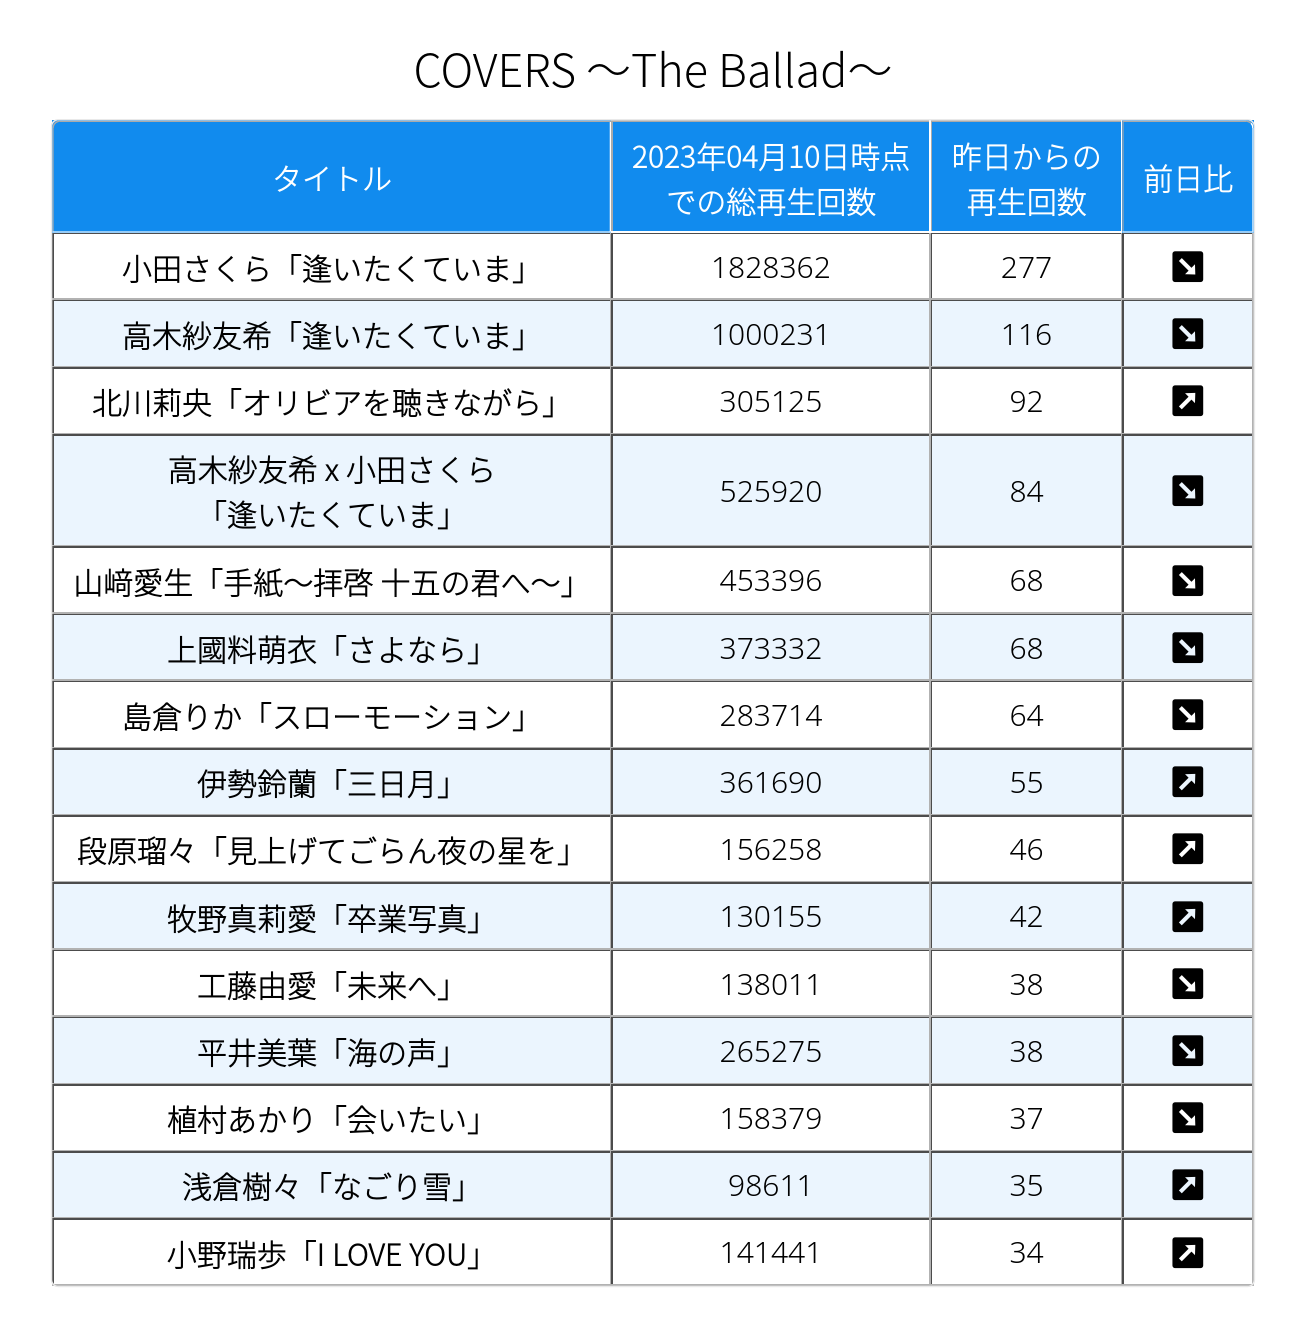 COVERS ～The Ballad～
タイトル
2023年04月10日時点
での総再生回数
昨日からの
再生回数
前日比
小田さくら「逢いたくていま」 1828362 277 ↘
高木紗友希「逢いたくていま」 1000231 116 ↘
北川莉央「オリビアを聴きながら」 305125 92 ↗
高木紗友希 x 小田さくら
「逢いたくていま」 525920 84 ↘
山﨑愛生「手紙～拝啓 十五の君へ～」 453396 68 ↘
上國料萌衣「さよなら」 373332 68 ↘
島倉りか「スローモーション」 283714 64 ↘
伊勢鈴蘭「三日月」 361690 55 ↗
段原瑠々「見上げてごらん夜の星を」 156258 46 ↗
牧野真莉愛「卒業写真」 130155 42 ↗
工藤由愛「未来へ」 138011 38 ↘
平井美葉「海の声」 265275 38 ↘
植村あかり「会いたい」 158379 37 ↘
浅倉樹々「なごり雪」 98611 35 ↗
小野瑞歩「I LOVE YOU」 141441 34 ↗